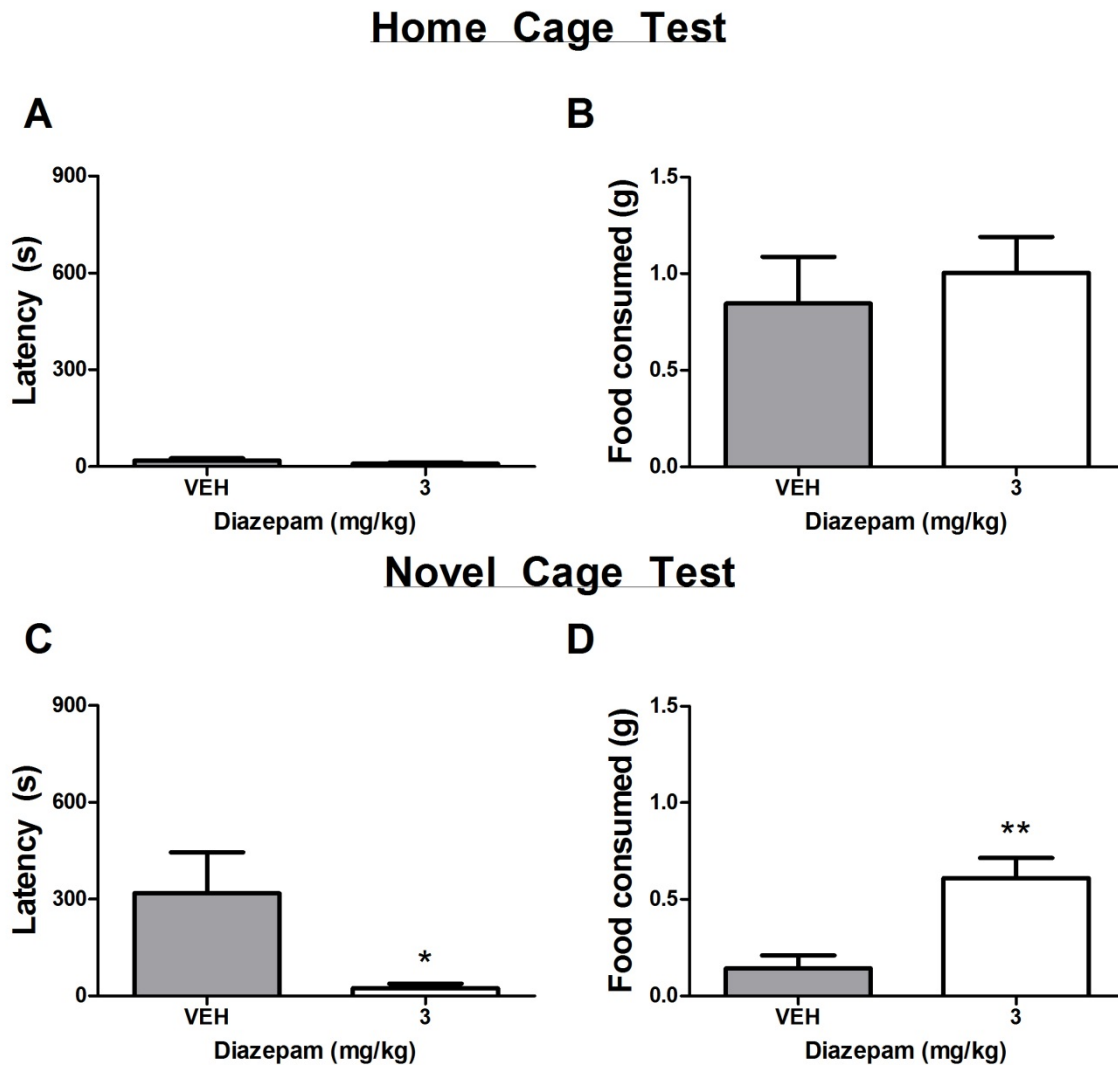 Home Cage Test
A
B
Latency (s)
900
600
300
0
VEH
3
Diazepam (mg/kg)
Food consumed (g)
1.5
1.0
0.5
0.0
VEH
3
Diazepam (mg/kg)
Novel Cage Test
C
D
Latency (s)
900
600
300
0
*
VEH
3
Diazepam (mg/kg)
Food consumed (g)
1.5
1.0
0.5
0.0
**
VEH
3
Diazepam (mg/kg)